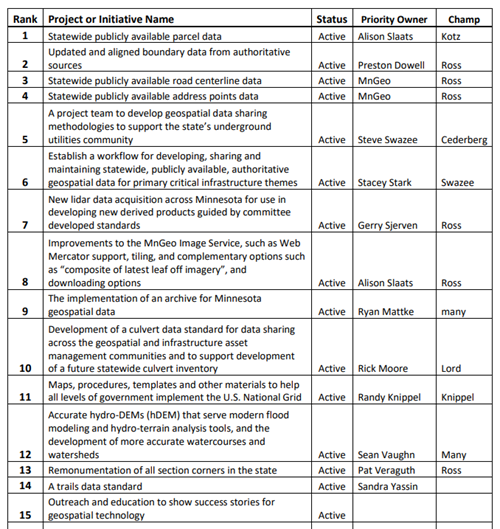 Rank Project or Initiative Name Status Priority Owner Champ
1 Statewide publicly available parcel data Active Alison Slaats Kotz
Updated and aligned boundary data from authoritative
2 sources Active Preston Dowell Ross
3 Statewide publicly available road centerline data Active MnGeo Ross
4 Statewide publicly available address points data Active MnGeo Ross
A project team to develop geospatial data sharing
methodologies to support the state's underground
5 utilities community Active Steve Swazee Cederberg
Establish a workflow for developing, sharing and
maintaining statewide, publicly available, authoritative
6 geospatial data for primary critical infrastructure themes Active Stacey Stark Swazee
New lidar data acquisition across Minnesota for use in
developing new derived products guided by committee
7 developed standards Active Gerry Sjerven Ross
Improvements to the MnGeo Image Service, such as Web
Mercator support, tiling, and complementary options such
as "composite of latest leaf off imagery", and
8 downloading options Active Alison Slaats Ross
The implementation of an archive for Minnesota
9 geospatial data Active Ryan Mattke many
Development of a culvert data standard for data sharing
across the geospatial and infrastructure asset
management communities and to support development
10 of a future statewide culvert inventory Active Rick Moore Lord
Maps, procedures, templates and other materials to help
11 all levels of government implement the U.S. National Grid Active Randy Knippel Knippel
Accurate hydro-DEMs (hDEM) that serve modern flood
modeling and hydro-terrain analysis tools, and the
development of more accurate watercourses and
12 watersheds Active Sean Vaughn Many
13 Remonumentation of all section corners in the state Active Pat Veraguth Ross
14 A trails data standard Active Sandra Yassin
Outreach and education to show success stories for
15 geospatial technology Active